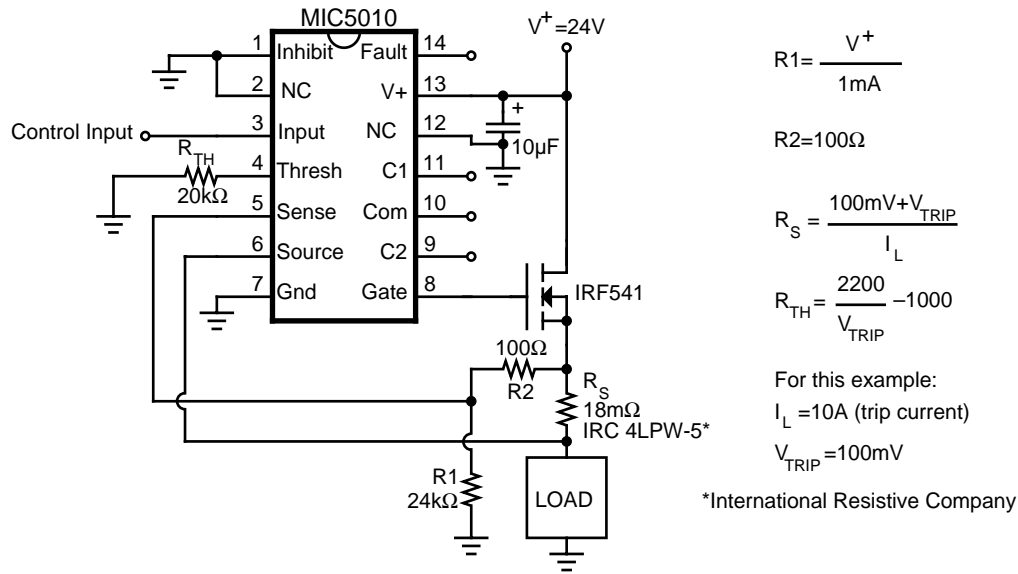 MIC5010
V+ =24V
1 Inhibit Fault 14
2 NC V+ 13
Control Input 3 Input NC 12
+
10µF
RTH
20kΩ
4 Thresh C1 11
5 Sense Com 10
6 Source C2 9
7 Gnd Gate 8
IRF541
100Ω
R2
RS
18mΩ
IRC 4LPW-5*
R1
24kΩ
LOAD
R1= V+ / 1mA
R2=100Ω
RS = 100mV+VTRIP / IL
RTH= 2200 / VTRIP –1000
For this example:
IL =10A (trip current)
VTRIP =100mV
*International Resistive Company